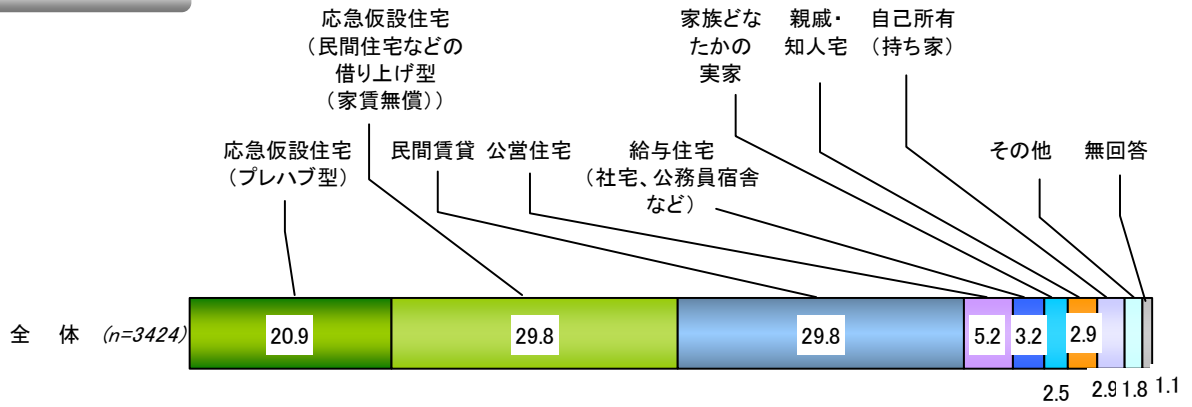 応急仮設住宅
(民間住宅などの
借り上げ型
(家賃無償))
家族どな
たかの
実家
親戚・
知人宅
自己所有
(持ち家)
応急仮設住宅
(プレハブ型)
民間賃貸
公営住宅
給与住宅
(社宅、公務員宿舎
など)
その他
無回答
全 体 (n=3424)
20.9
29.8
29.8
5.2
3.2
2.5
2.9
2.9
1.8
1.1